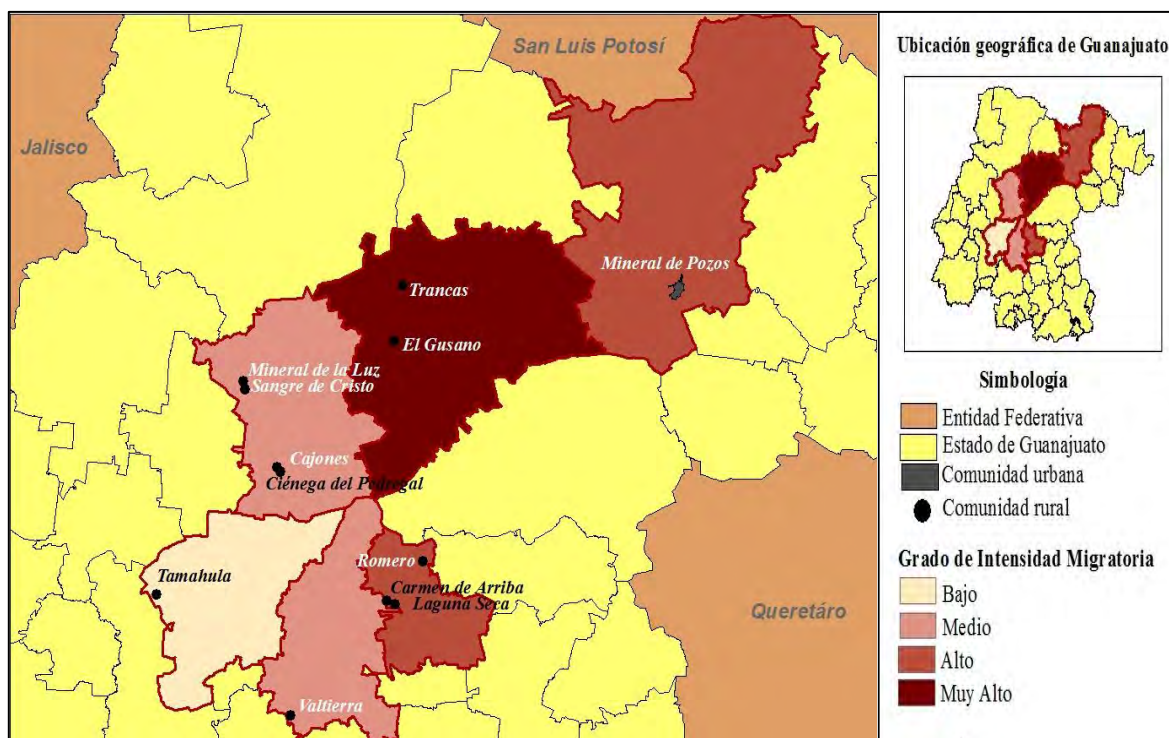 San Luis Potosí
Jalisco
Mineral de Pozos
Trancas
El Gusano
Mineral de la Luz
Sangre de Cristo
Cajones
Ciénega del Pedregal
Romero
Tamahula
Carmen de Arriba
Laguna Seca
Queretáro
Valtierra
Ubicación geográfica de Guanajuato
Simbología
Entidad Federativa
Estado de Guanajuato
Comunidad urbana
Comunidad rural
Grado de Intensidad Migratoria
Bajo
Medio
Alto
Muy Alto